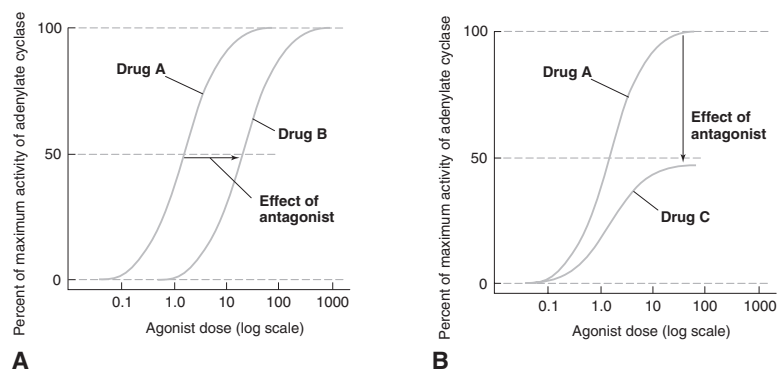 Percent of maximum activity of adenylate cyclase
100
50
0
Drug A
Drug B
Effect of
antagonist
0.1 1.0 10 100 1000
Agonist dose (log scale)
A
Percent of maximum activity of adenylate cyclase
100
50
0
Drug A
Effect of
antagonist
Drug C
0.1 1.0 10 100 1000
Agonist dose (log scale)
B